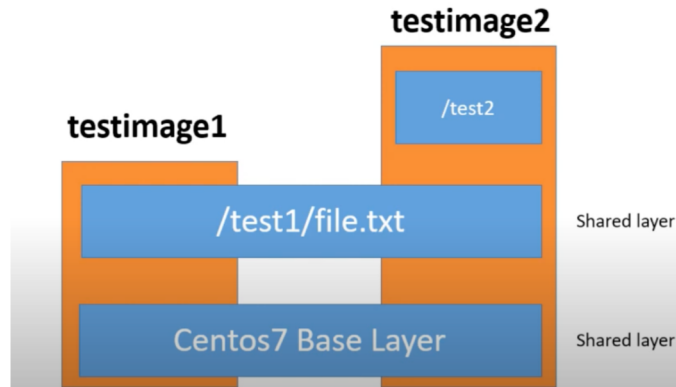 testimage2
/test2
testimage1
/test1/file.txt
Shared layer
Centos7 Base Layer
Shared layer